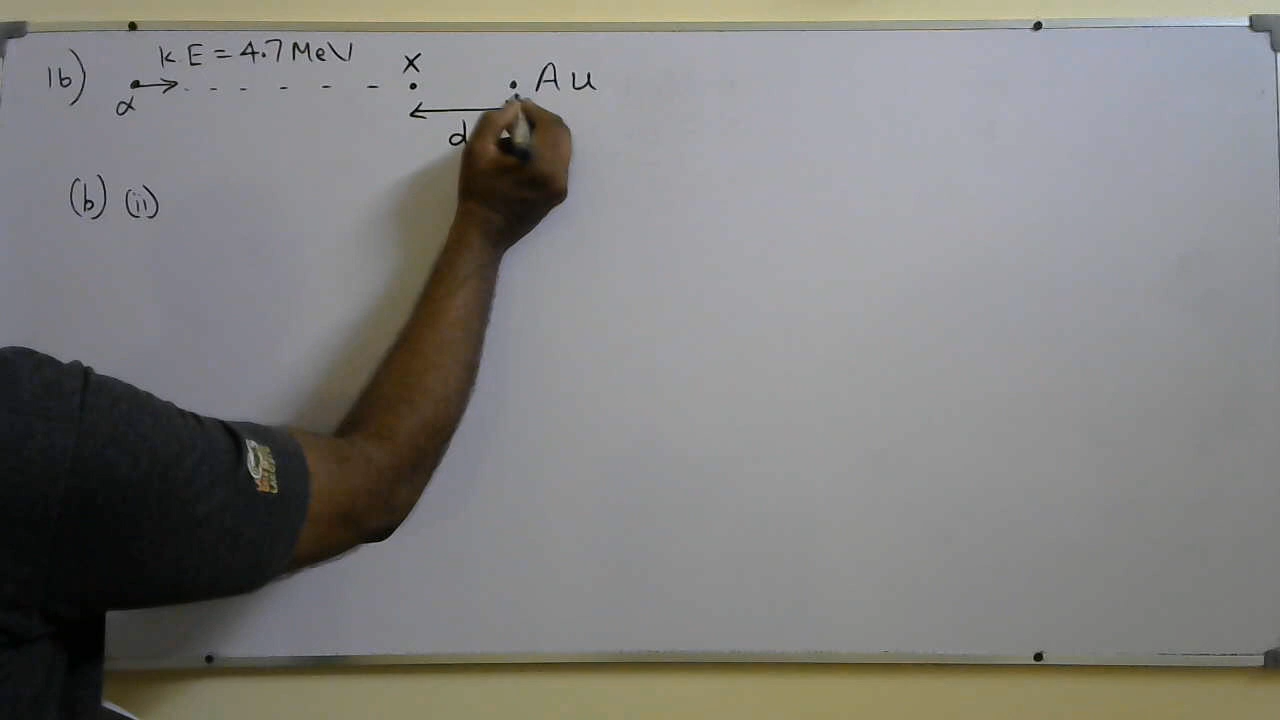 1b) KE = 4.7 MeV X Au
α
d
(b) (ii)